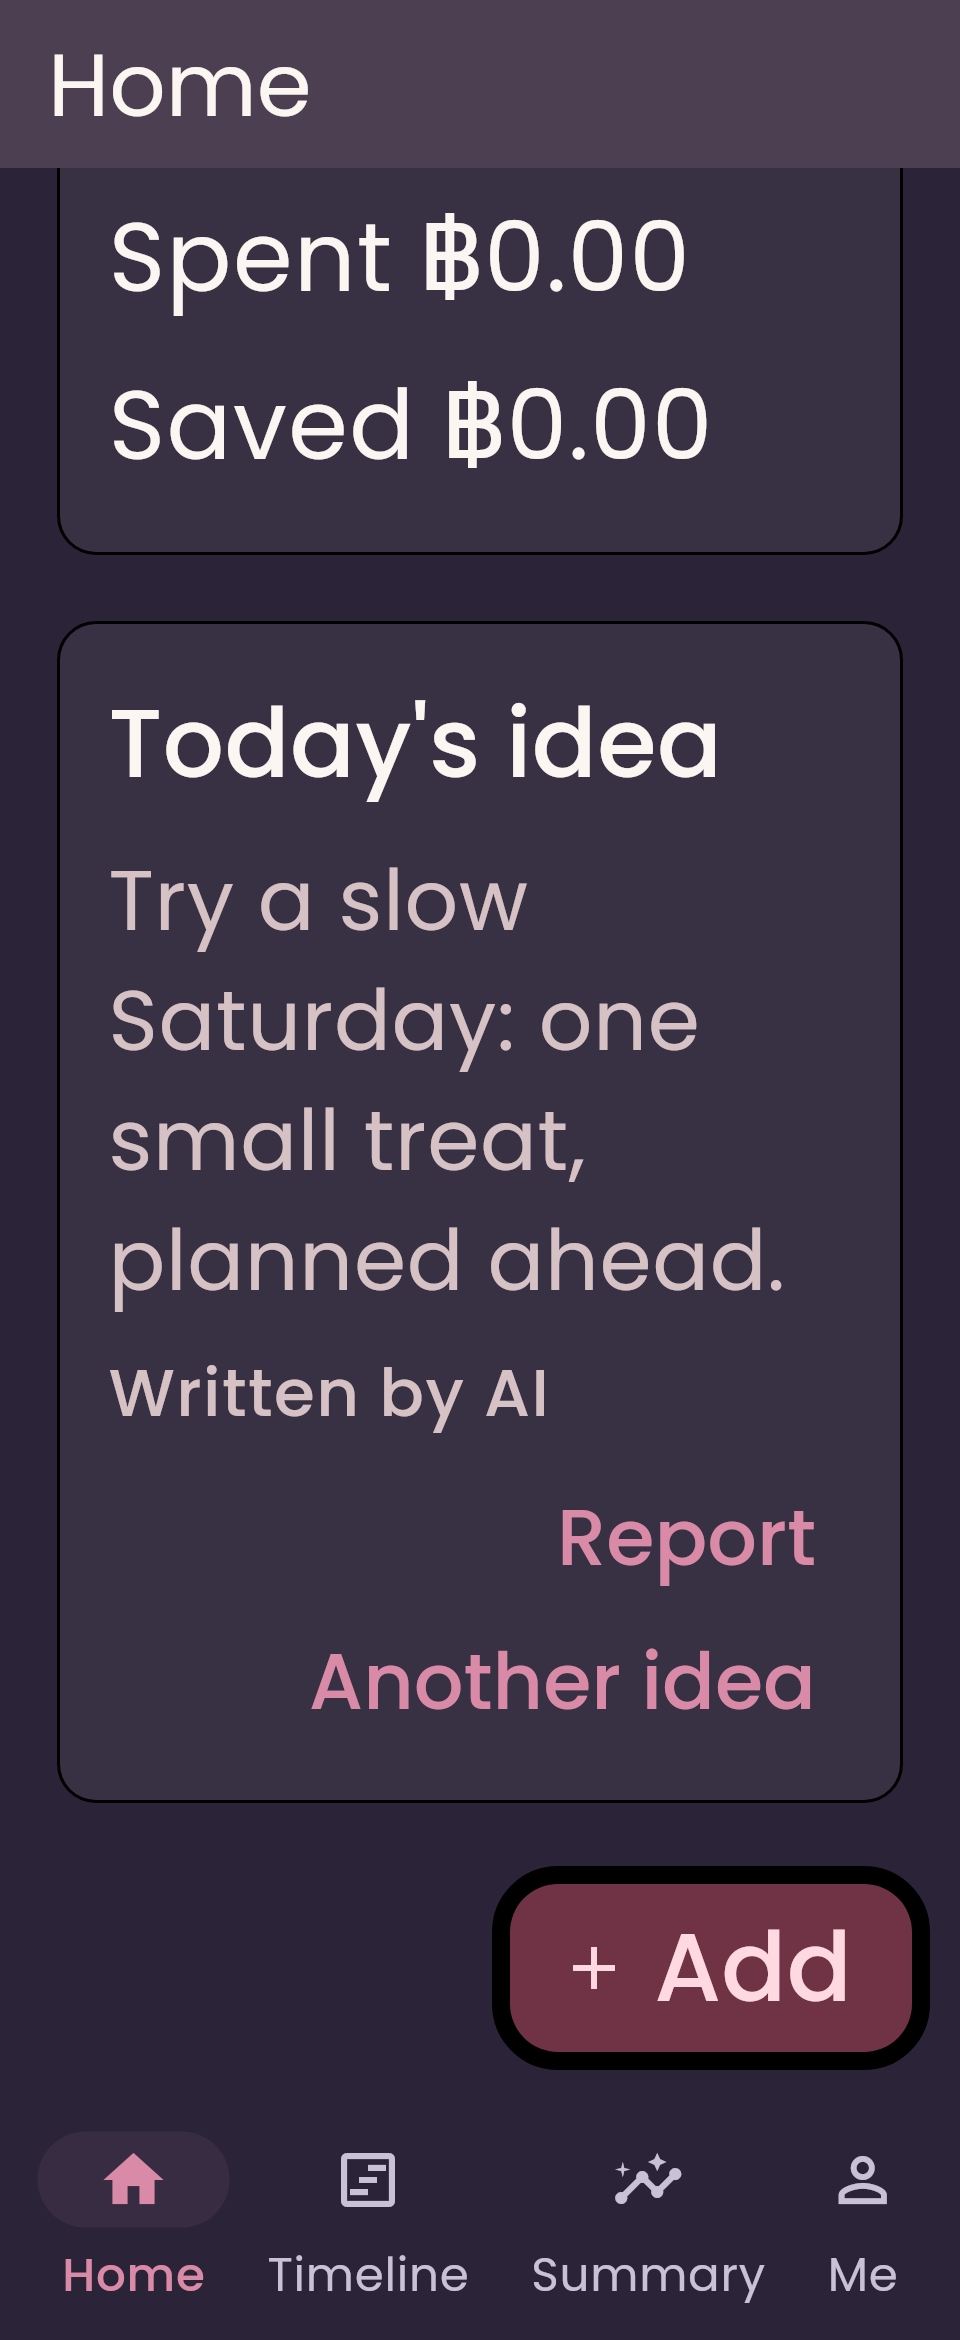 Home
Spent ฿0.00
Saved ฿0.00
Today's idea
Try a slow
Saturday: one
small treat,
planned ahead.
Written by AI
Report
Another idea
+ Add
Home
Timeline
Summary
Me